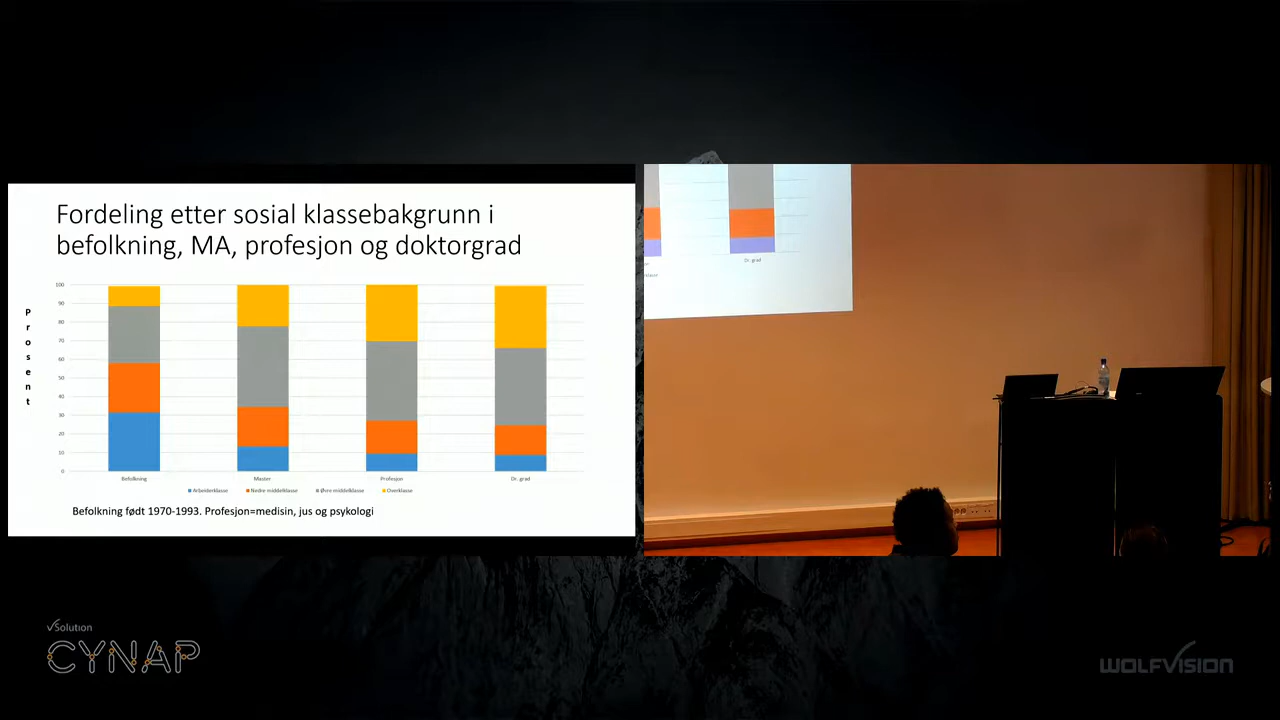 Fordeling etter sosial klassebakgrunn i
befolkning, MA, profesjon og doktorgrad
Prosent
100
90
80
70
60
50
40
30
20
10
0
Befolkning
Master
Profesjon
Dr. grad
Arbeiderklasse
Nedre middelklasse
Øvre middelklasse
Overklasse
Befolkning født 1970-1993. Profesjon=medisin, jus og psykologi
Dr. grad
vSolution
CYNAP
WOLFVISION